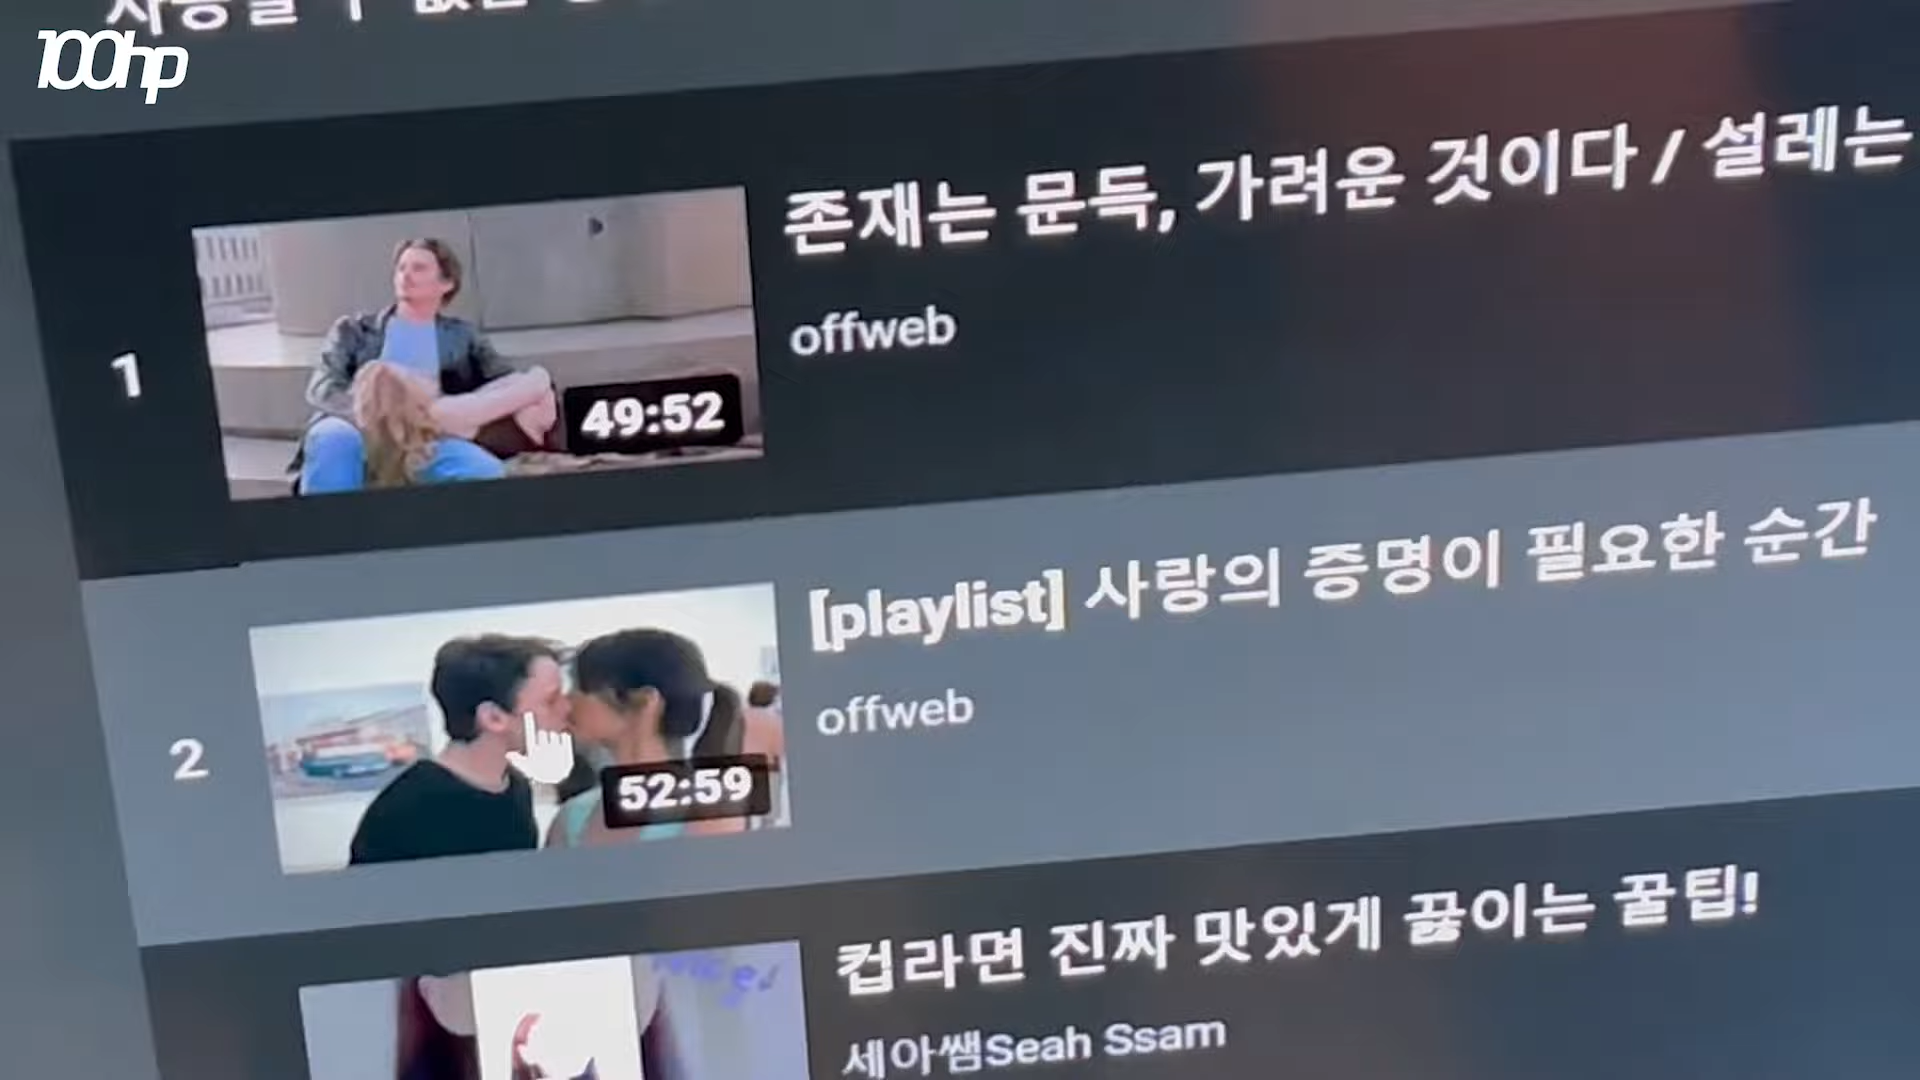 100hp
존재는 문득, 가려운 것이다 / 설레는
offweb
1
49:52
[playlist] 사랑의 증명이 필요한 순간
offweb
2
52:59
컵라면 진짜 맛있게 끓이는 꿀팁!
세아쌤Seah Ssam